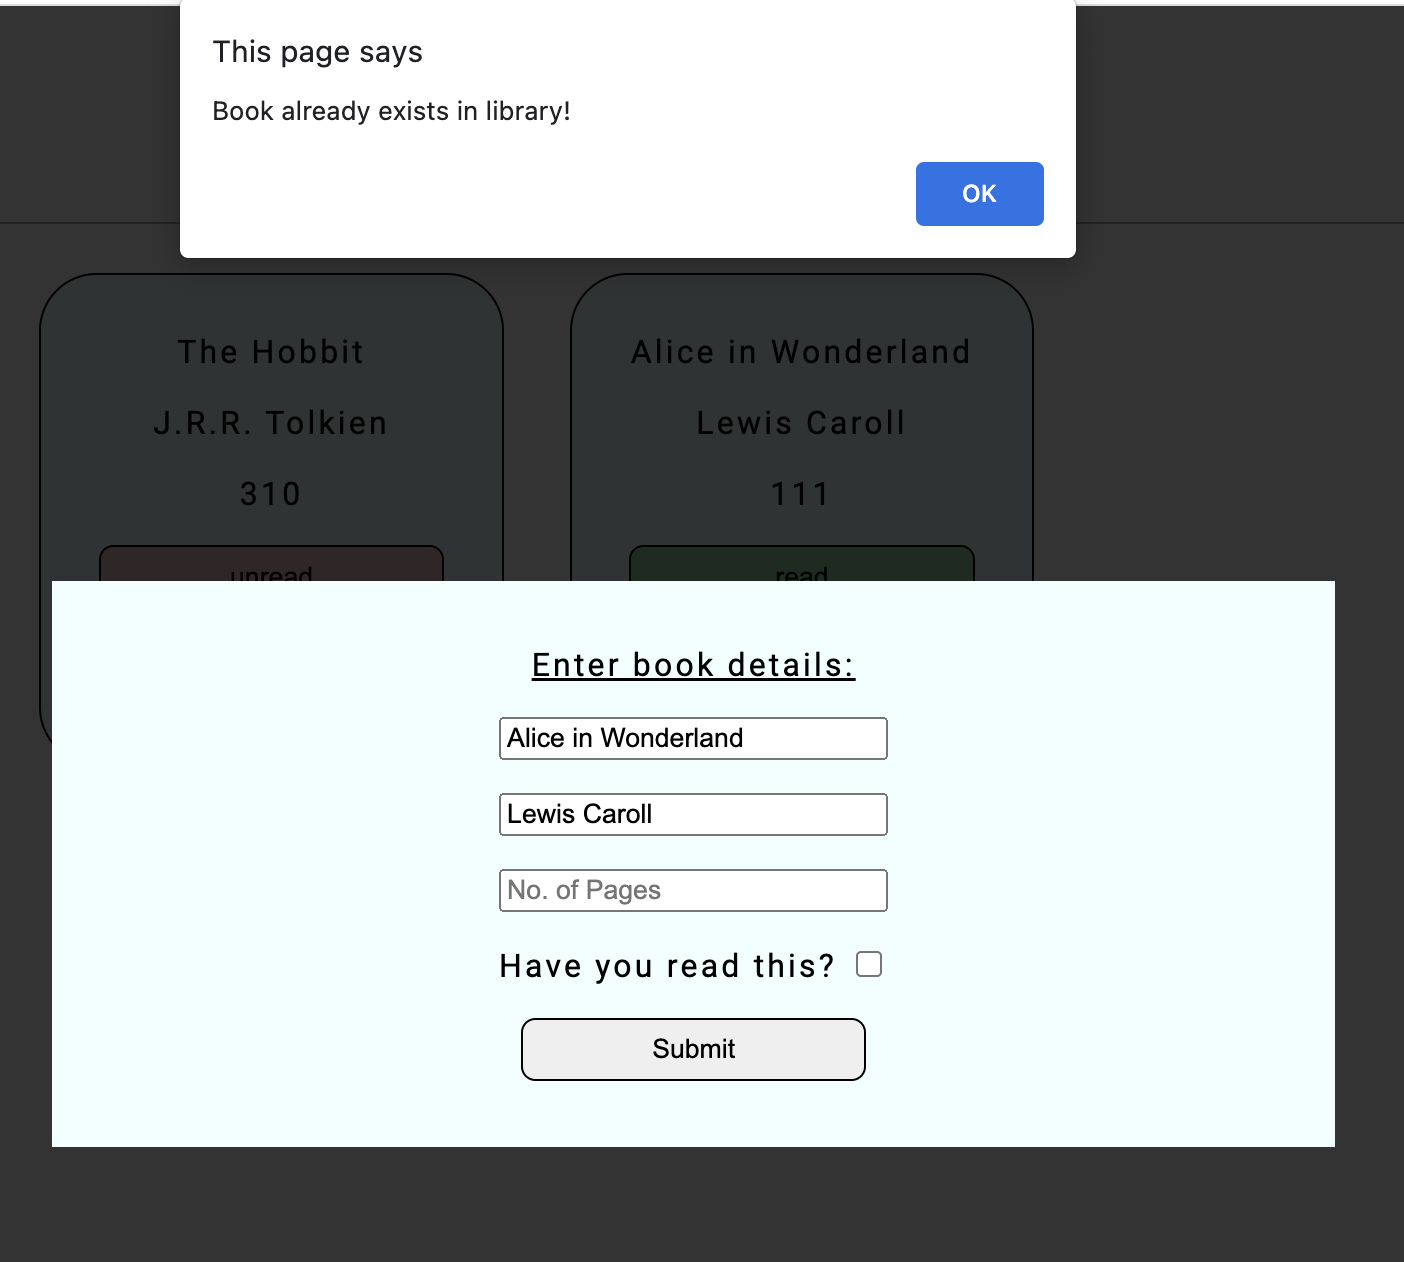 This page says
Book already exists in library!
OK
The Hobbit
J.R.R. Tolkien
310
unread
Alice in Wonderland
Lewis Caroll
111
read
Enter book details:
Alice in Wonderland
Lewis Caroll
No. of Pages
Have you read this?
Submit